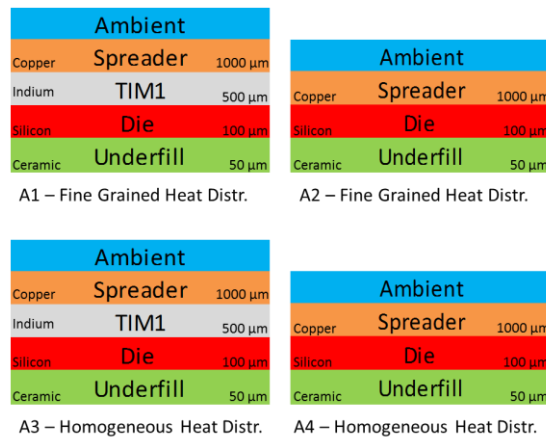 Ambient
Copper Spreader 1000 µm
Indium TIM1 500 µm
Silicon Die 100 µm
Ceramic Underfill 50 µm
A1 – Fine Grained Heat Distr.
Ambient
Copper Spreader 1000 µm
Silicon Die 100 µm
Ceramic Underfill 50 µm
A2 – Fine Grained Heat Distr.
Ambient
Copper Spreader 1000 µm
Indium TIM1 500 µm
Silicon Die 100 µm
Ceramic Underfill 50 µm
A3 – Homogeneous Heat Distr.
Ambient
Copper Spreader 1000 µm
Silicon Die 100 µm
Ceramic Underfill 50 µm
A4 – Homogeneous Heat Distr.